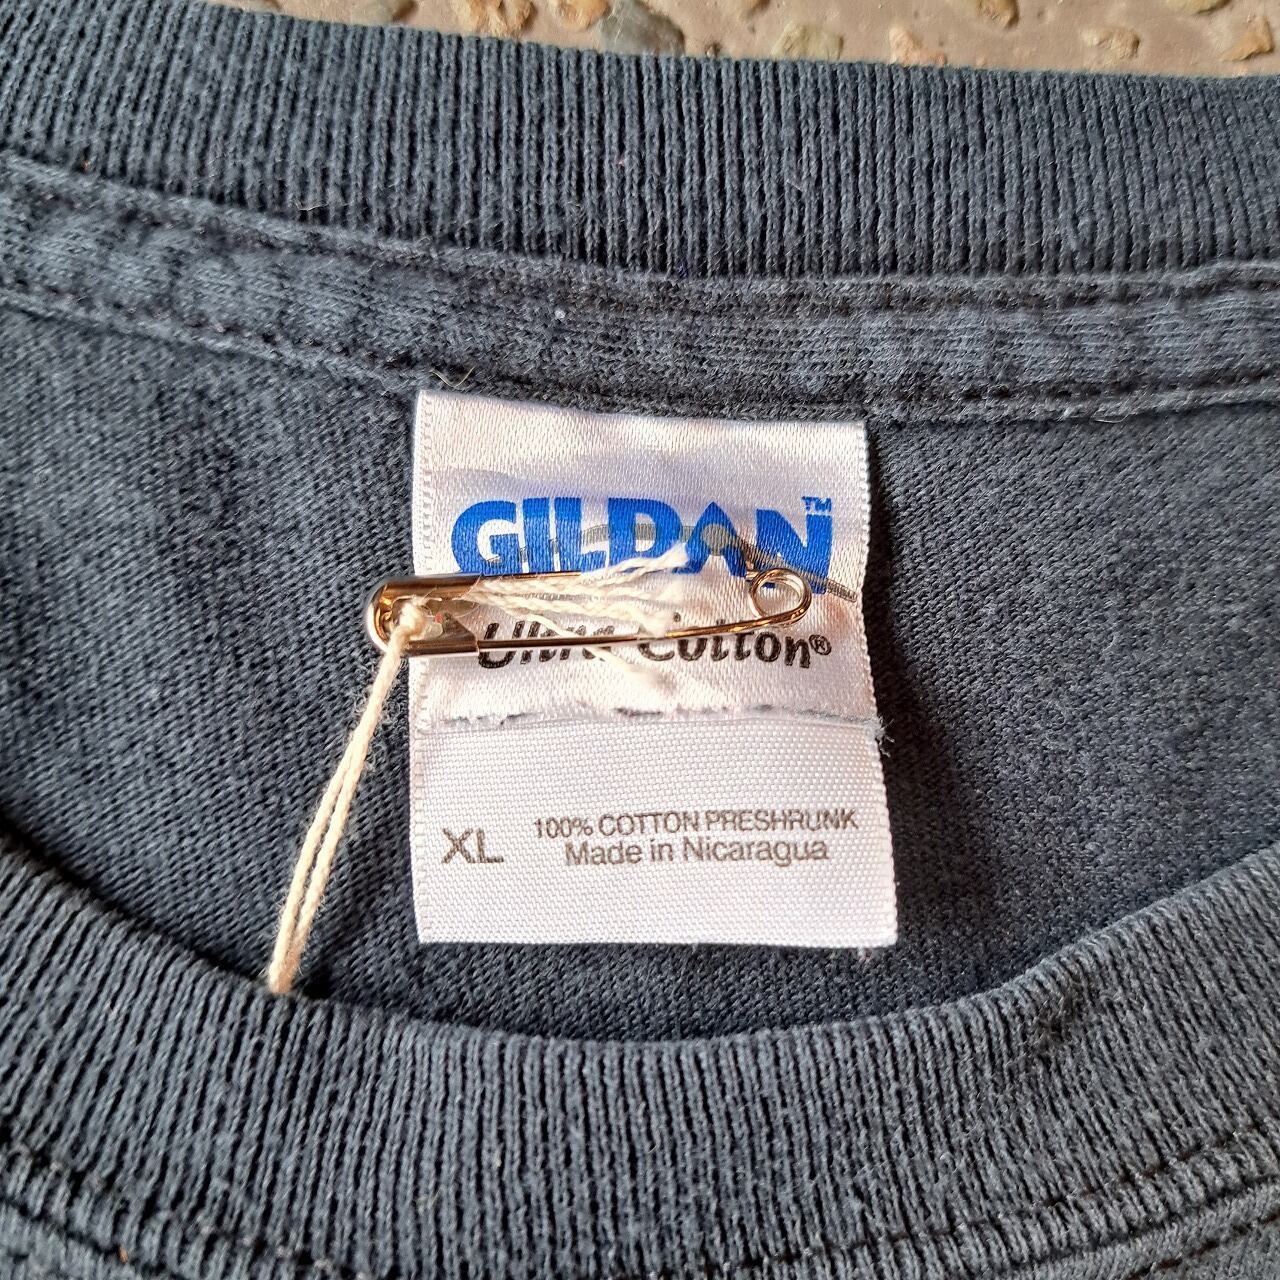 GILDAN™
Ultra Cotton®
XL 100% COTTON PRESHRUNK
Made in Nicaragua